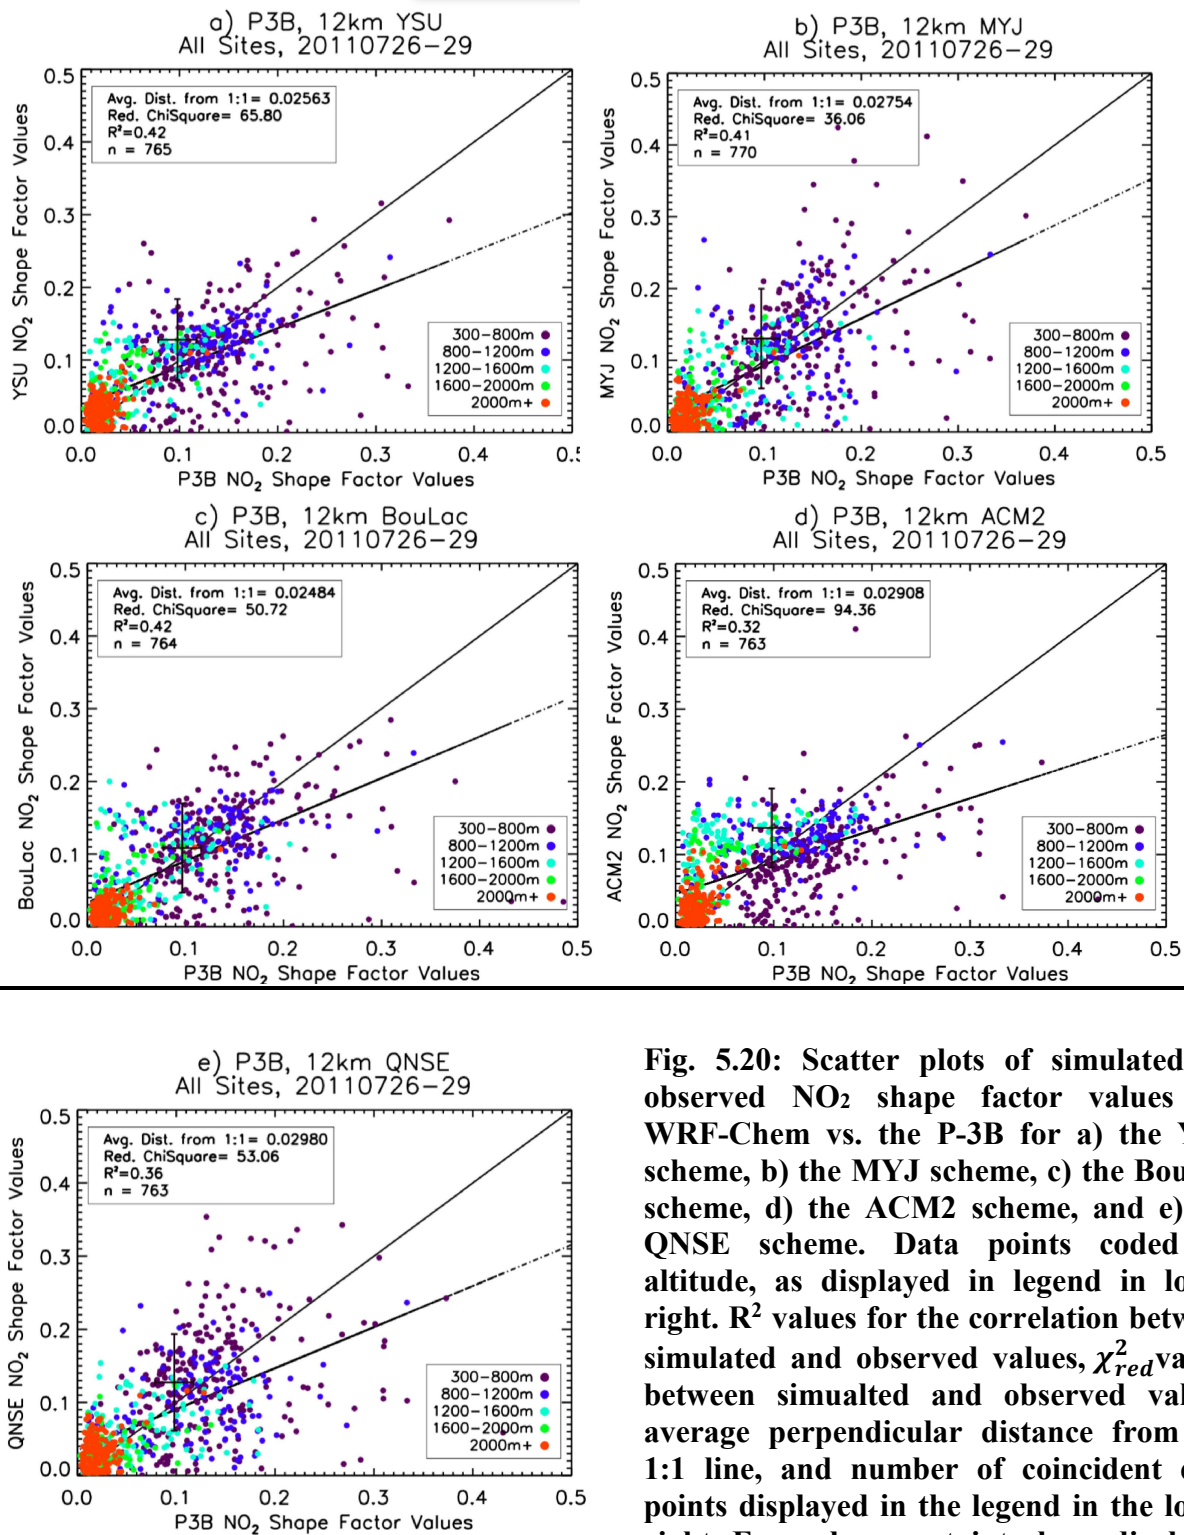 a) P3B, 12km YSU
All Sites, 20110726-29
Avg. Dist. from 1:1= 0.02563
Red. ChiSquare= 65.80
R²=0.42
n = 765
YSU NO₂ Shape Factor Values
0.5
0.4
0.3
0.2
0.1
0.0
300-800m
800-1200m
1200-1600m
1600-2000m
2000m+
0.0 0.1 0.2 0.3 0.4 0.5
P3B NO₂ Shape Factor Values
b) P3B, 12km MYJ
All Sites, 20110726-29
Avg. Dist. from 1:1= 0.02754
Red. ChiSquare= 36.06
R²=0.41
n = 770
MYJ NO₂ Shape Factor Values
0.5
0.4
0.3
0.2
0.1
0.0
300-800m
800-1200m
1200-1600m
1600-2000m
2000m+
0.0 0.1 0.2 0.3 0.4 0.5
P3B NO₂ Shape Factor Values
c) P3B, 12km BouLac
All Sites, 20110726-29
Avg. Dist. from 1:1= 0.02484
Red. ChiSquare= 50.72
R²=0.42
n = 764
BouLac NO₂ Shape Factor Values
0.5
0.4
0.3
0.2
0.1
0.0
300-800m
800-1200m
1200-1600m
1600-2000m
2000m+
0.0 0.1 0.2 0.3 0.4 0.5
P3B NO₂ Shape Factor Values
d) P3B, 12km ACM2
All Sites, 20110726-29
Avg. Dist. from 1:1= 0.02908
Red. ChiSquare= 94.36
R²=0.32
n = 763
ACM2 NO₂ Shape Factor Values
0.5
0.4
0.3
0.2
0.1
0.0
300-800m
800-1200m
1200-1600m
1600-2000m
2000m+
0.0 0.1 0.2 0.3 0.4 0.5
P3B NO₂ Shape Factor Values
e) P3B, 12km QNSE
All Sites, 20110726-29
Avg. Dist. from 1:1= 0.02980
Red. ChiSquare= 53.06
R²=0.36
n = 763
QNSE NO₂ Shape Factor Values
0.5
0.4
0.3
0.2
0.1
0.0
300-800m
800-1200m
1200-1600m
1600-2000m
2000m+
0.0 0.1 0.2 0.3 0.4 0.5
P3B NO₂ Shape Factor Values
Fig. 5.20: Scatter plots of simulated
observed NO₂ shape factor values
WRF-Chem vs. the P-3B for a) the
scheme, b) the MYJ scheme, c) the Bou
scheme, d) the ACM2 scheme, and e)
QNSE scheme. Data points coded
altitude, as displayed in legend in lo
right. R² values for the correlation betw
simulated and observed values, χ²red va
between simualted and observed val
average perpendicular distance from
1:1 line, and number of coincident
points displayed in the legend in the lo